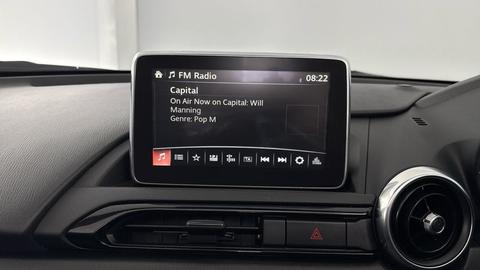 FM Radio 08:22
Capital
On Air Now on Capital: Will
Manning
Genre: Pop M
TA